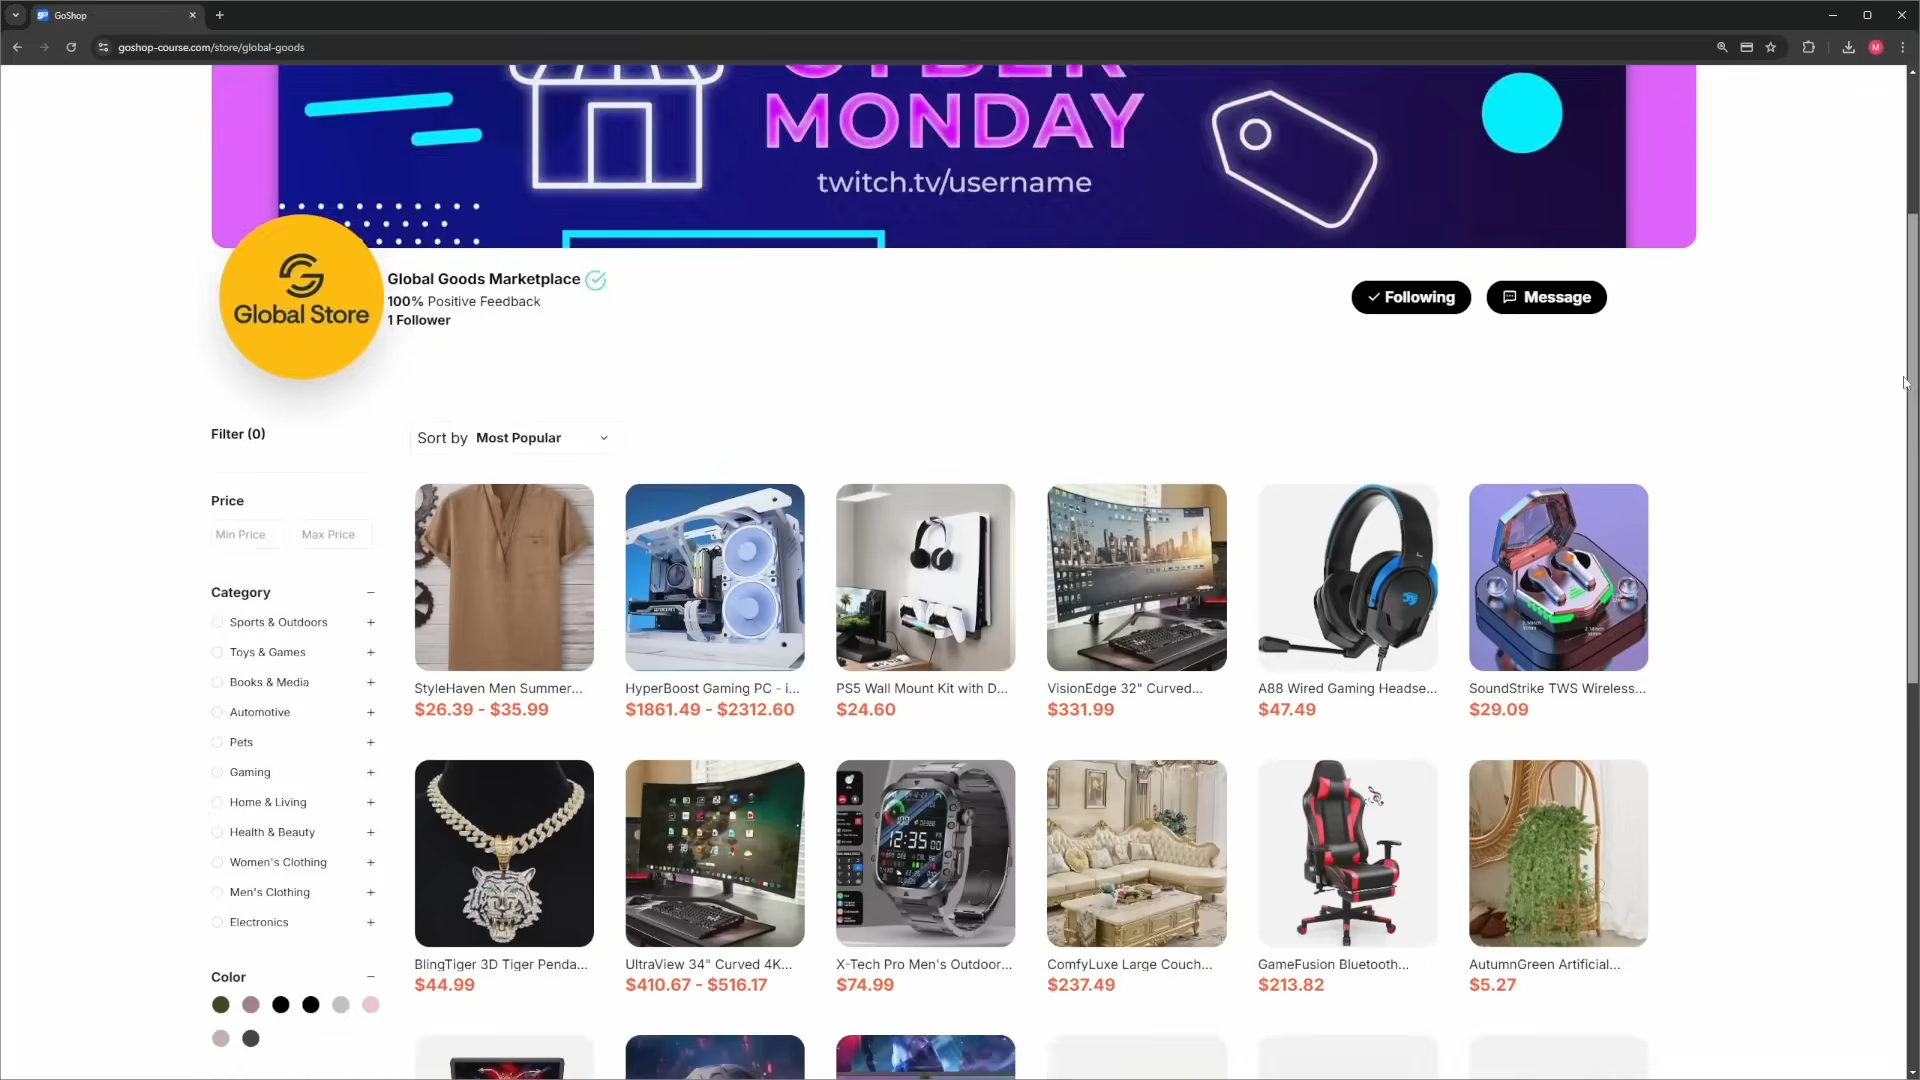 GoShop
goshop-course.com/store/global-goods
M
CYBER
MONDAY
twitch.tv/username
Global Store
Global Goods Marketplace
100% Positive Feedback
1 Follower
Following
Message
Filter (0)
Sort by Most Popular
Price
Min Price
Max Price
Category
Sports & Outdoors
Toys & Games
Books & Media
Automotive
Pets
Gaming
Home & Living
Health & Beauty
Women's Clothing
Men's Clothing
Electronics
Color
StyleHaven Men Summer...
$26.39 - $35.99
HyperBoost Gaming PC - i...
$1861.49 - $2312.60
PS5 Wall Mount Kit with D...
$24.60
VisionEdge 32" Curved...
$331.99
A88 Wired Gaming Headse...
$47.49
SoundStrike TWS Wireless...
$29.09
BlingTiger 3D Tiger Penda...
$44.99
UltraView 34" Curved 4K...
$410.67 - $516.17
12:35
X-Tech Pro Men's Outdoor...
$74.99
ComfyLuxe Large Couch...
$237.49
GameFusion Bluetooth...
$213.82
AutumnGreen Artificial...
$5.27